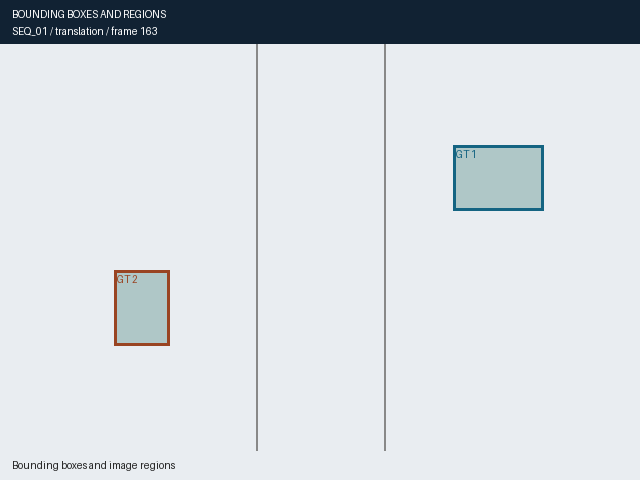 BOUNDING BOXES AND REGIONS
SEQ_01 / translation / frame 163
GT1
GT2
Bounding boxes and image regions